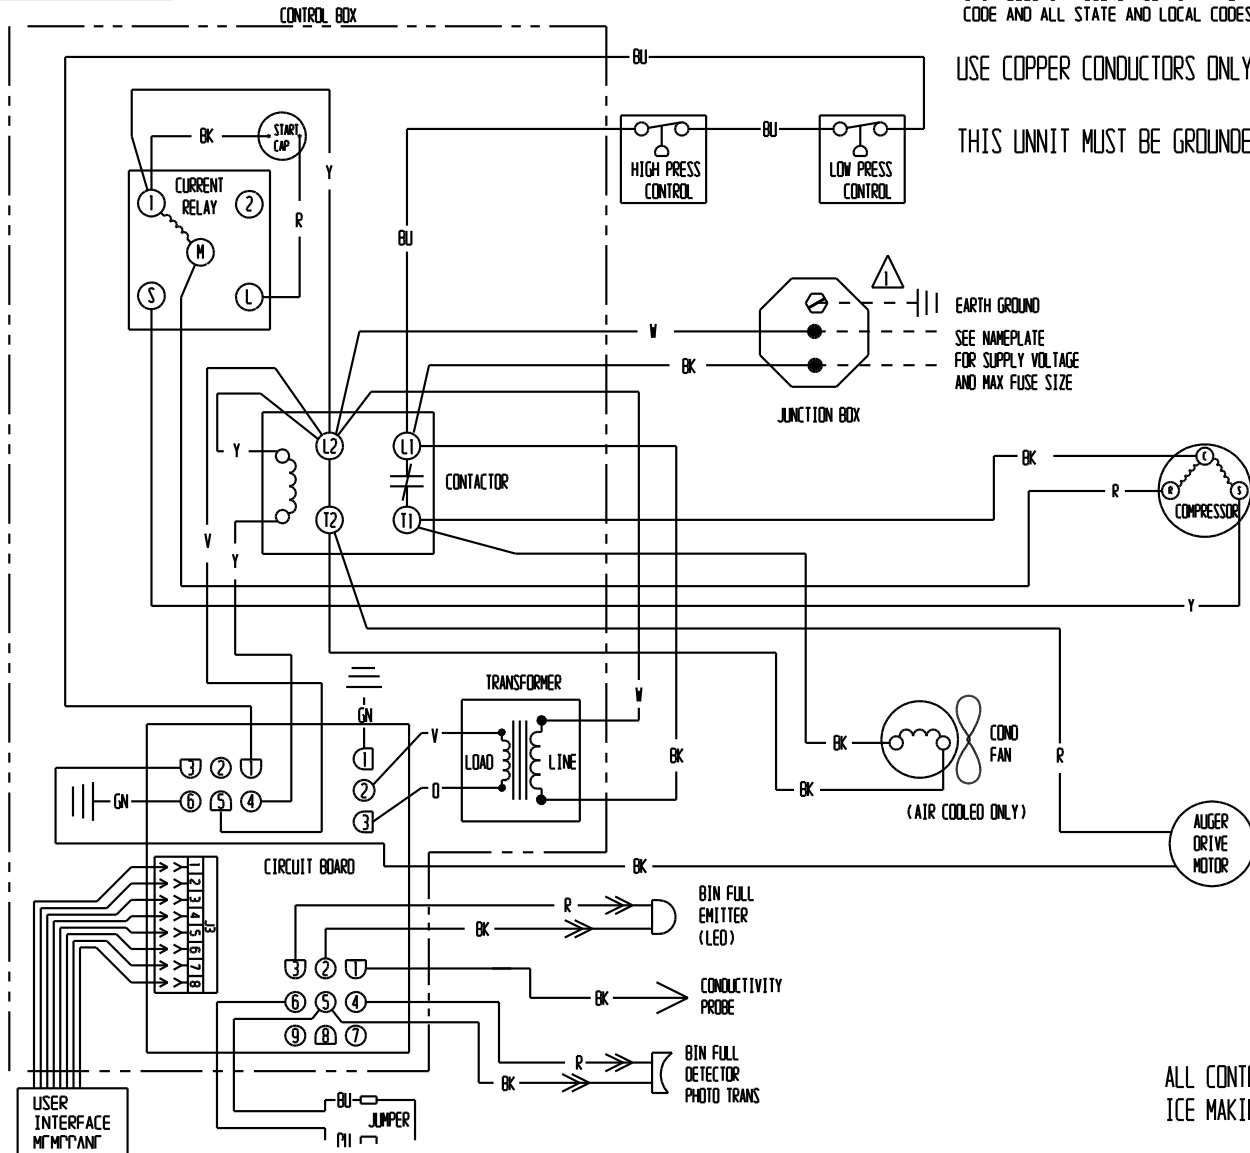 CONTROL BOX
CODE AND ALL STATE AND LOCAL CODES
USE COPPER CONDUCTORS ONLY
THIS UNNIT MUST BE GROUNDE
BU
BK
START
CAP
Y
R
CURRENT
RELAY
1
2
M
S
L
BU
BU
HIGH PRESS
CONTROL
LOW PRESS
CONTROL
1
EARTH GROUND
SEE NAMEPLATE
FOR SUPPLY VOLTAGE
AND MAX FUSE SIZE
JUNCTION BOX
W
BK
L2
L1
T2
T1
CONTACTOR
Y
V
Y
BK
R
C
R
S
COMPRESSOR
Y
TRANSFORMER
LOAD
LINE
W
BK
GN
V
O
1
2
3
3
2
1
6
5
4
GN
CIRCUIT BOARD
BK
BK
COND
FAN
(AIR COOLED ONLY)
R
AUGER
DRIVE
MOTOR
BK
1
2
3
4
5
6
7
8
J3
R
BK
BIN FULL
EMITTER
(LED)
3
2
1
6
5
4
9
8
7
BK
CONDUCTIVITY
PROBE
R
BK
BIN FULL
DETECTOR
PHOTO TRANS
BU
JUMPER
USER
INTERFACE
ALL CONT
ICE MAKI